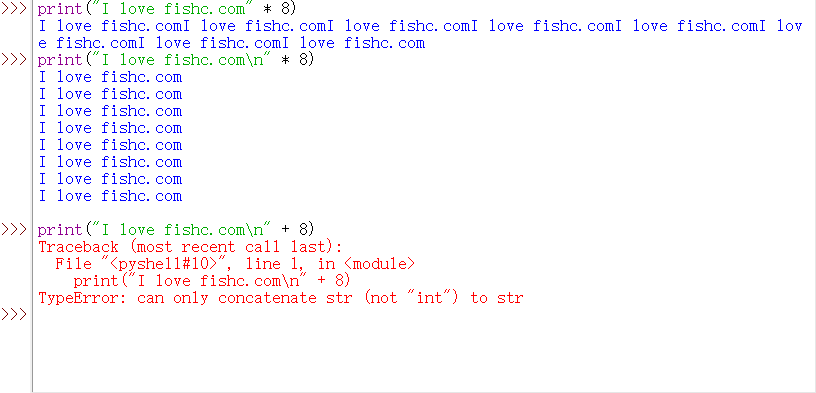 >>> print("I love fishc.com" * 8)
I love fishc.comI love fishc.comI love fishc.comI love fishc.comI love fishc.comI lov
e fishc.comI love fishc.comI love fishc.com
>>> print("I love fishc.com\n" * 8)
I love fishc.com
I love fishc.com
I love fishc.com
I love fishc.com
I love fishc.com
I love fishc.com
I love fishc.com
I love fishc.com

>>> print("I love fishc.com\n" + 8)
Traceback (most recent call last):
  File "<pyshell#10>", line 1, in <module>
    print("I love fishc.com\n" + 8)
TypeError: can only concatenate str (not "int") to str
>>>